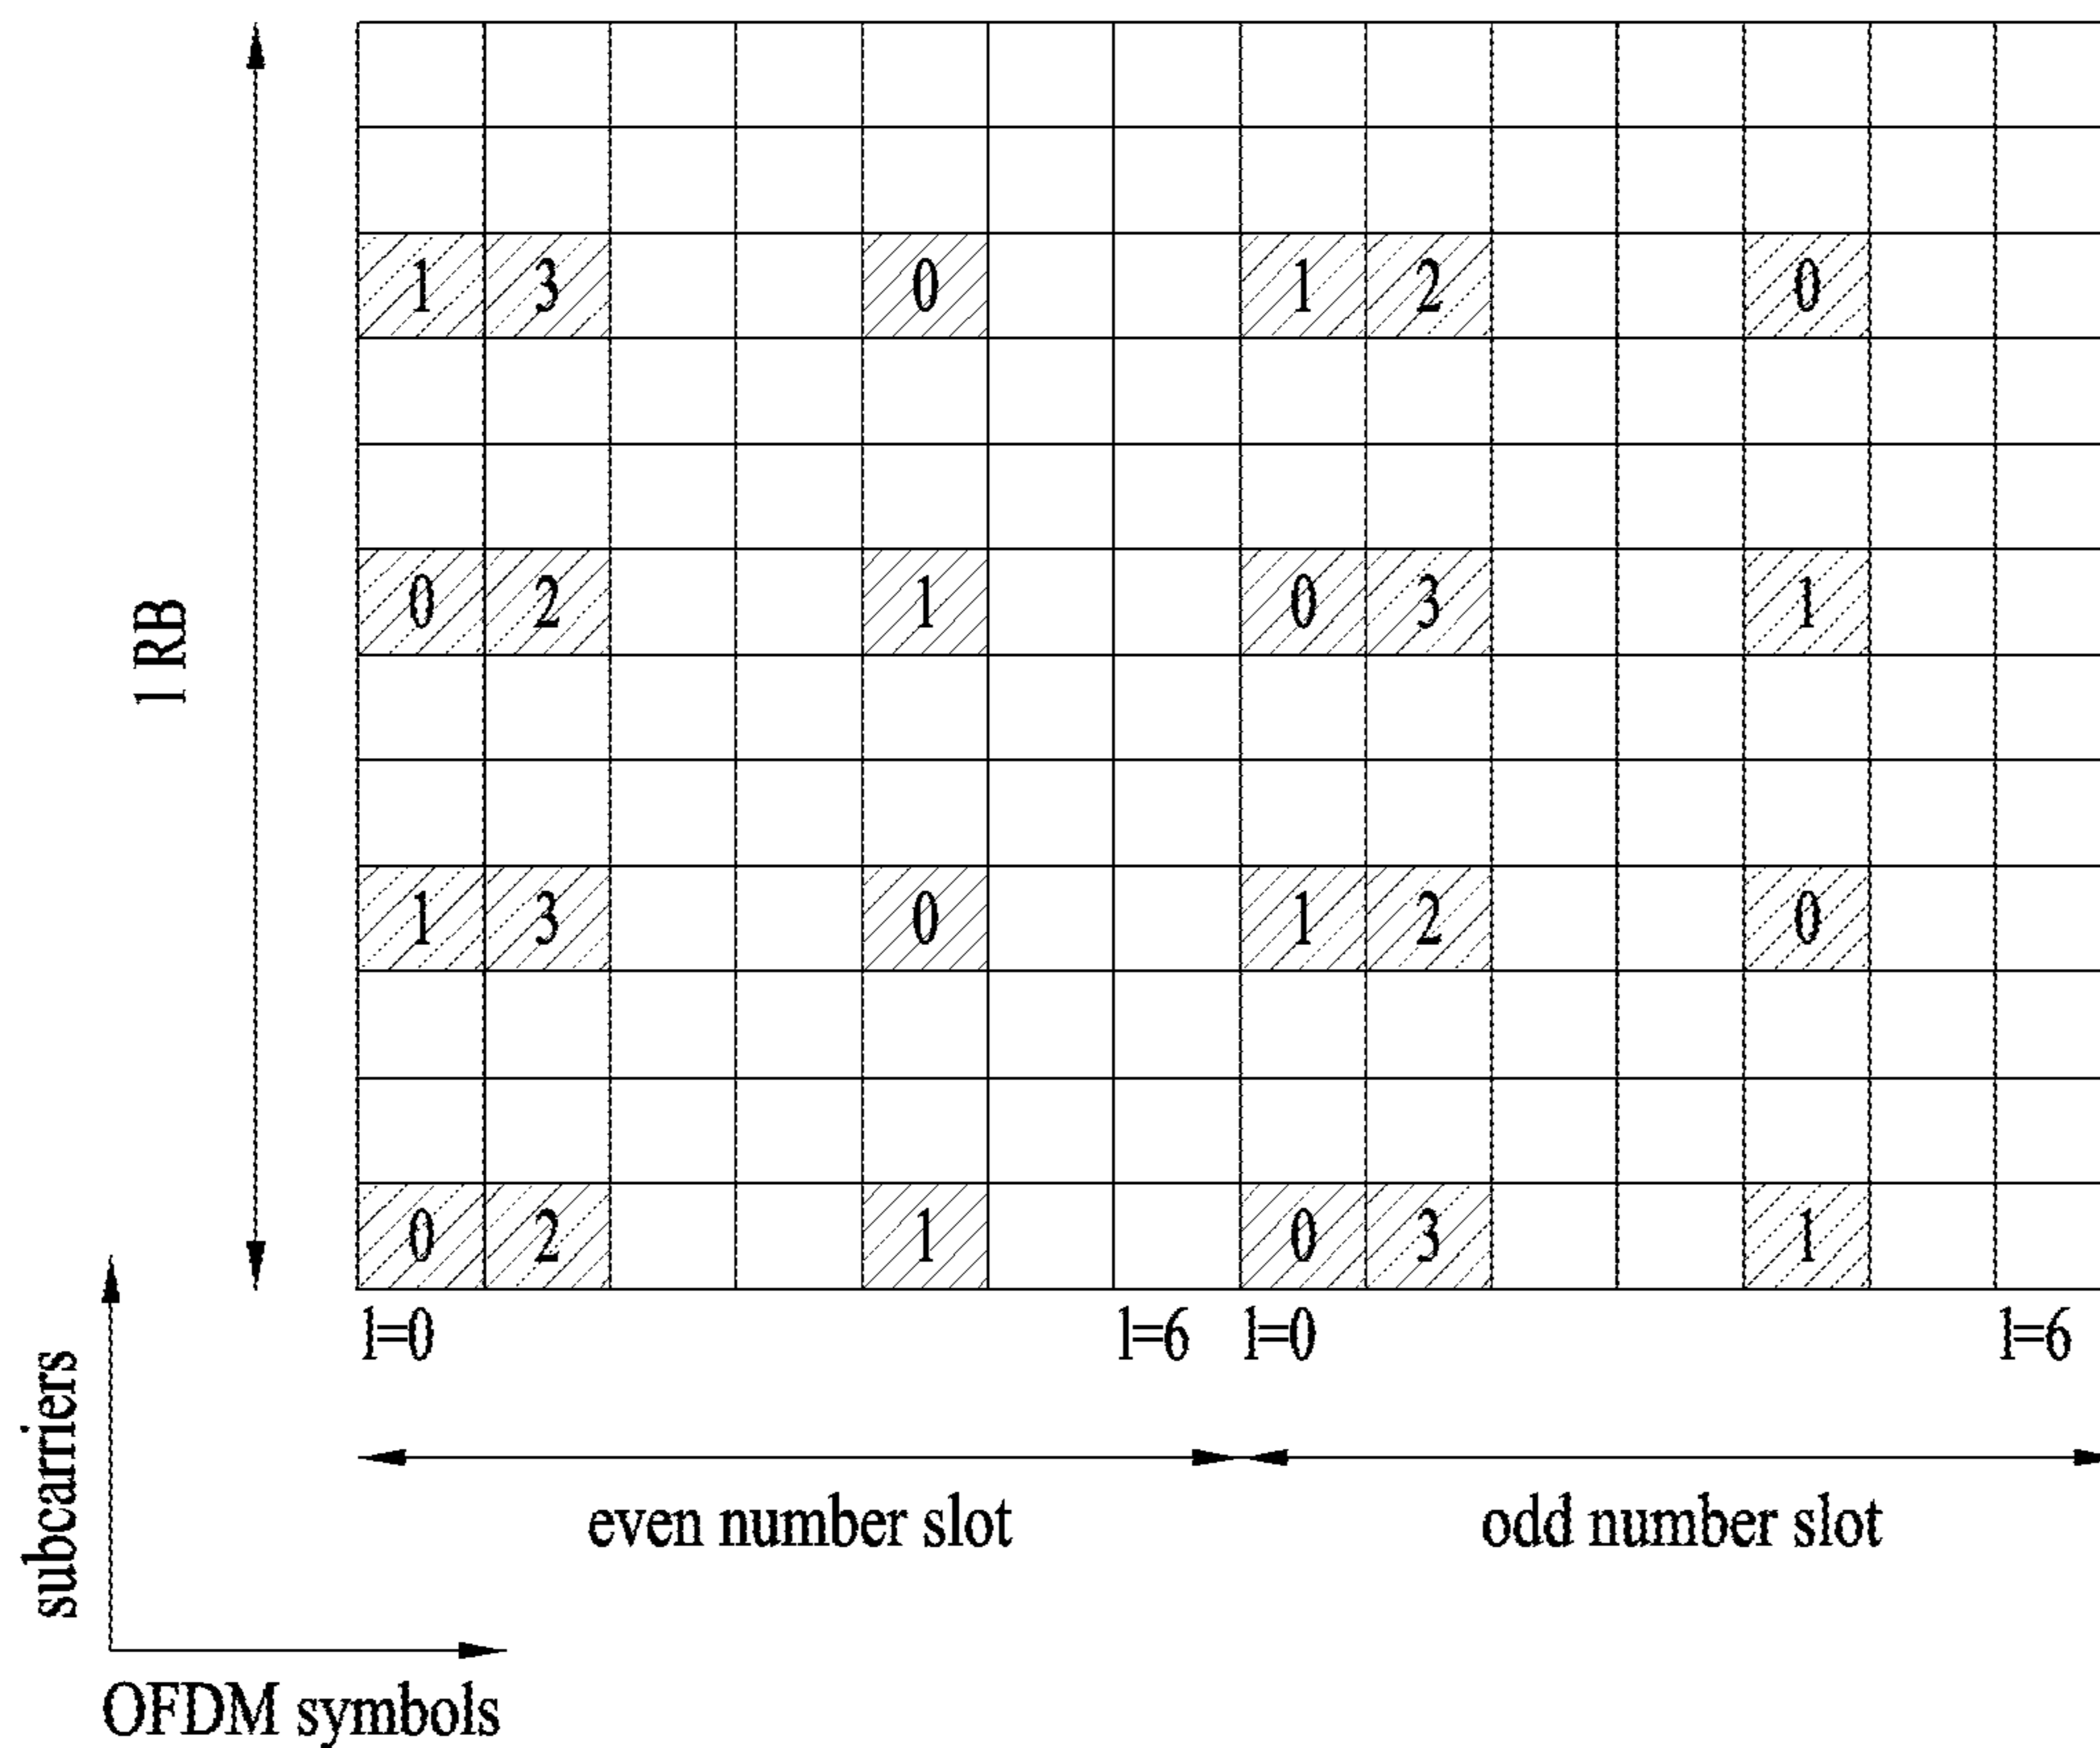 1 3 0 1 2 0
1 RB
0 2 1 0 3 1
1 3 0 1 2 0
0 2 1 0 3 1
l=0 l=6 l=0 l=6
subcarriers
even number slot odd number slot
OFDM symbols